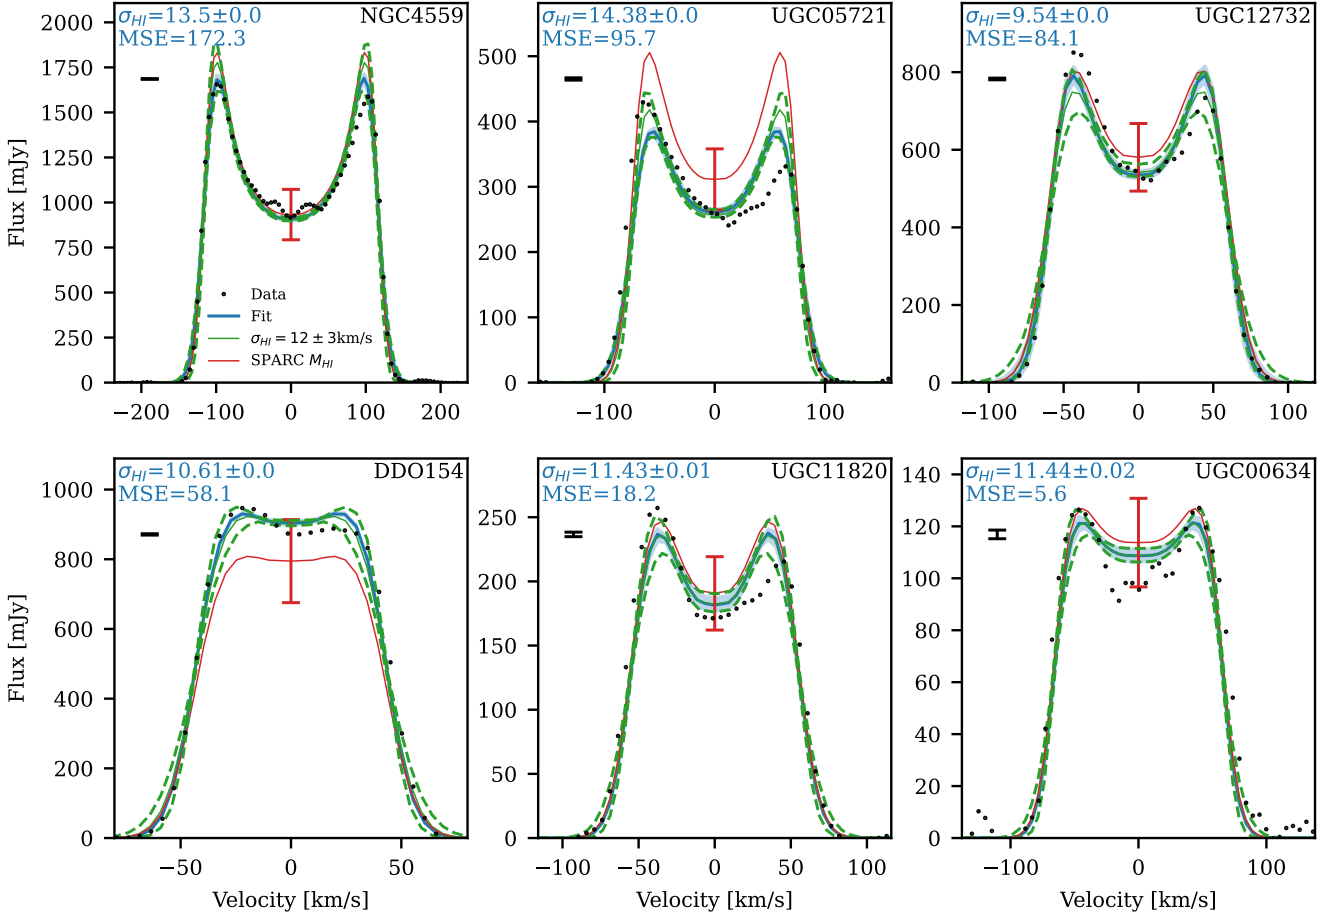 σHI=13.5±0.0 NGC4559
MSE=172.3
2000
1750
1500
1250
1000
750
500
250
0
Flux [mJy]
Data
Fit
σHI = 12 ± 3km/s
SPARC MHI
−200 −100 0 100 200
σHI=14.38±0.0 UGC05721
MSE=95.7
500
400
300
200
100
0
−100 0 100
σHI=9.54±0.0 UGC12732
MSE=84.1
800
600
400
200
0
−100 −50 0 50 100
σHI=10.61±0.0 DDO154
MSE=58.1
1000
800
600
400
200
0
Flux [mJy]
−50 0 50
Velocity [km/s]
σHI=11.43±0.01 UGC11820
MSE=18.2
250
200
150
100
50
0
−100 −50 0 50 100
Velocity [km/s]
σHI=11.44±0.02 UGC00634
MSE=5.6
140
120
100
80
60
40
20
0
−100 0 100
Velocity [km/s]